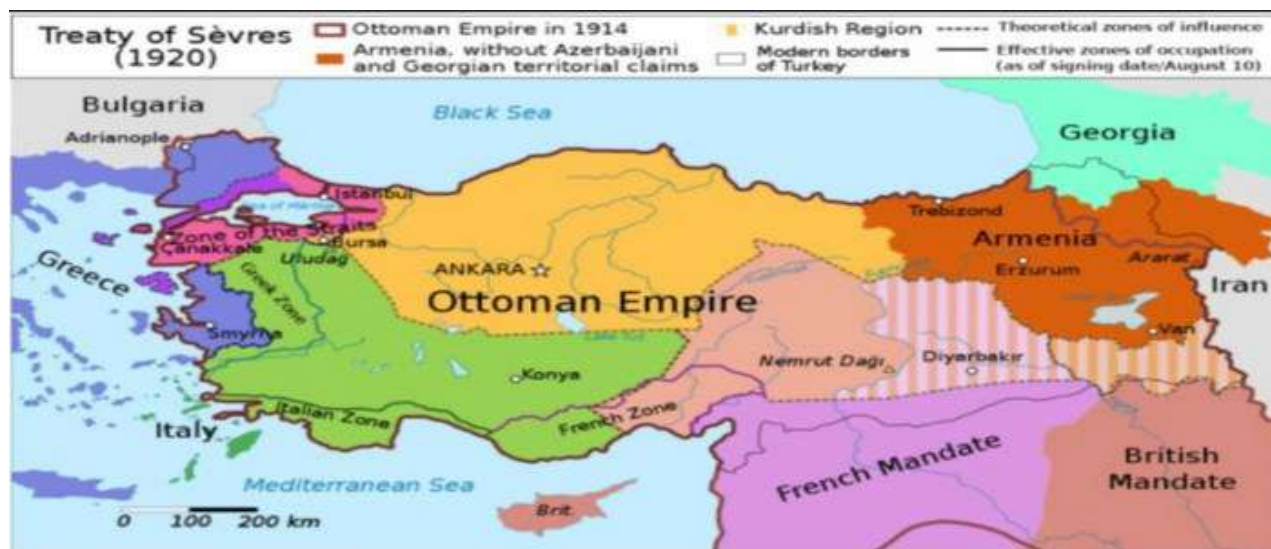 Treaty of Sèvres
(1920)
Ottoman Empire in 1914
Armenia, without Azerbaijani
and Georgian territorial claims
Kurdish Region
Modern borders
of Turkey
Theoretical zones of influence
Effective zones of occupation
(as of signing date/August 10)
Bulgaria
Adrianople
Black Sea
Georgia
Istanbul
Sea of Marmara
Zone of the Straits
Çanakkale
Bursa
Uludağ
Trebizond
Armenia
Ararat
Erzurum
Iran
Greece
ANKARA
Ottoman Empire
Greek Zone
Smyrna
Van
Nemrut Dağı
Diyarbakır
Konya
Italian Zone
French Zone
Italy
French Mandate
British
Mandate
Mediterranean Sea
Brit.
0 100 200 km